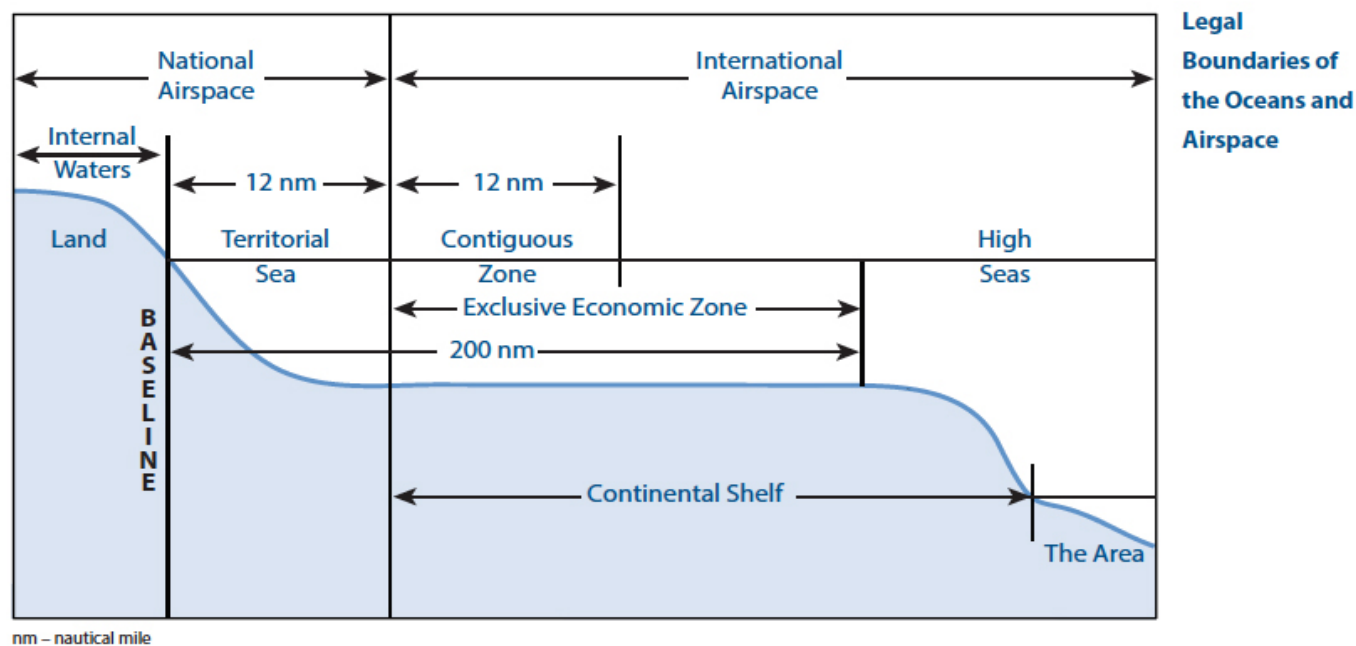 Legal
Boundaries of
the Oceans and
Airspace
National
Airspace
International
Airspace
Internal
Waters
12 nm
12 nm
Land
Territorial
Sea
Contiguous
Zone
High
Seas
Exclusive Economic Zone
200 nm
BASELINE
Continental Shelf
The Area
nm – nautical mile